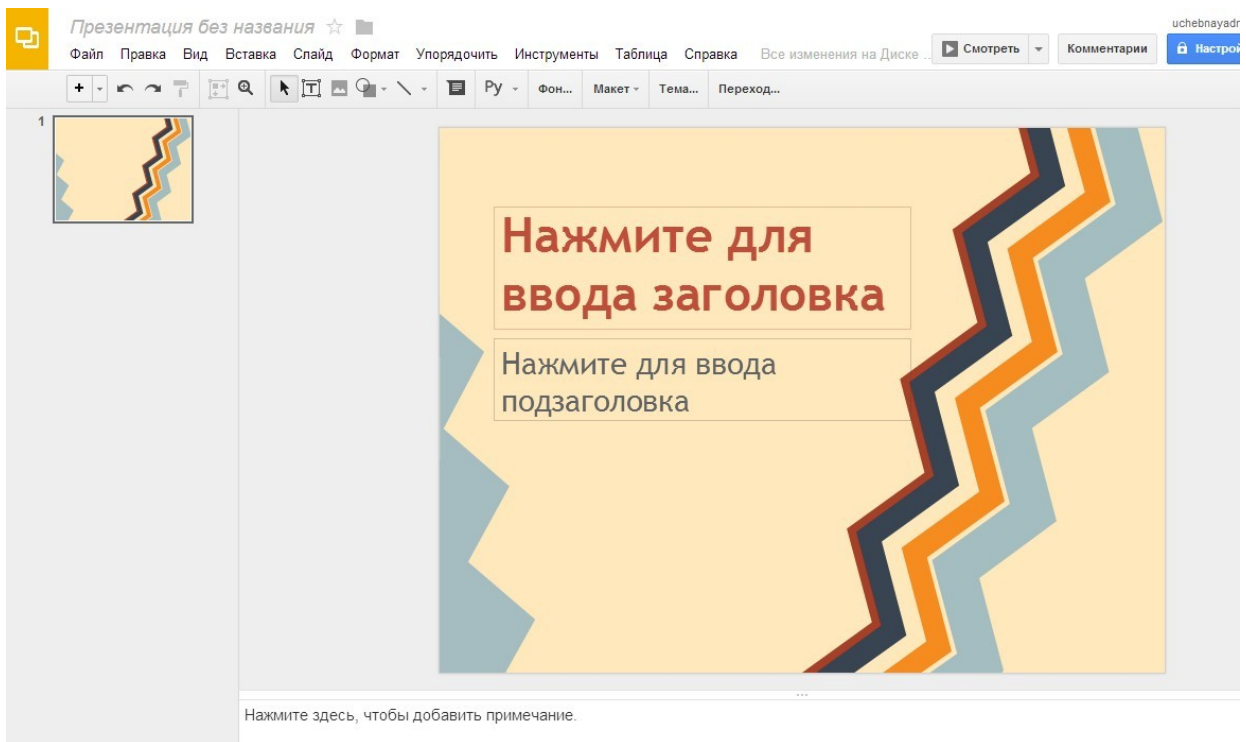 Презентация без названия
uchebnayadr
Файл Правка Вид Вставка Слайд Формат Упорядочить Инструменты Таблица Справка Все изменения на Диске ... Смотреть Комментарии Настрой
Ру Фон... Макет Тема... Переход...
1
Нажмите для
ввода заголовка
Нажмите для ввода
подзаголовка
Нажмите здесь, чтобы добавить примечание.